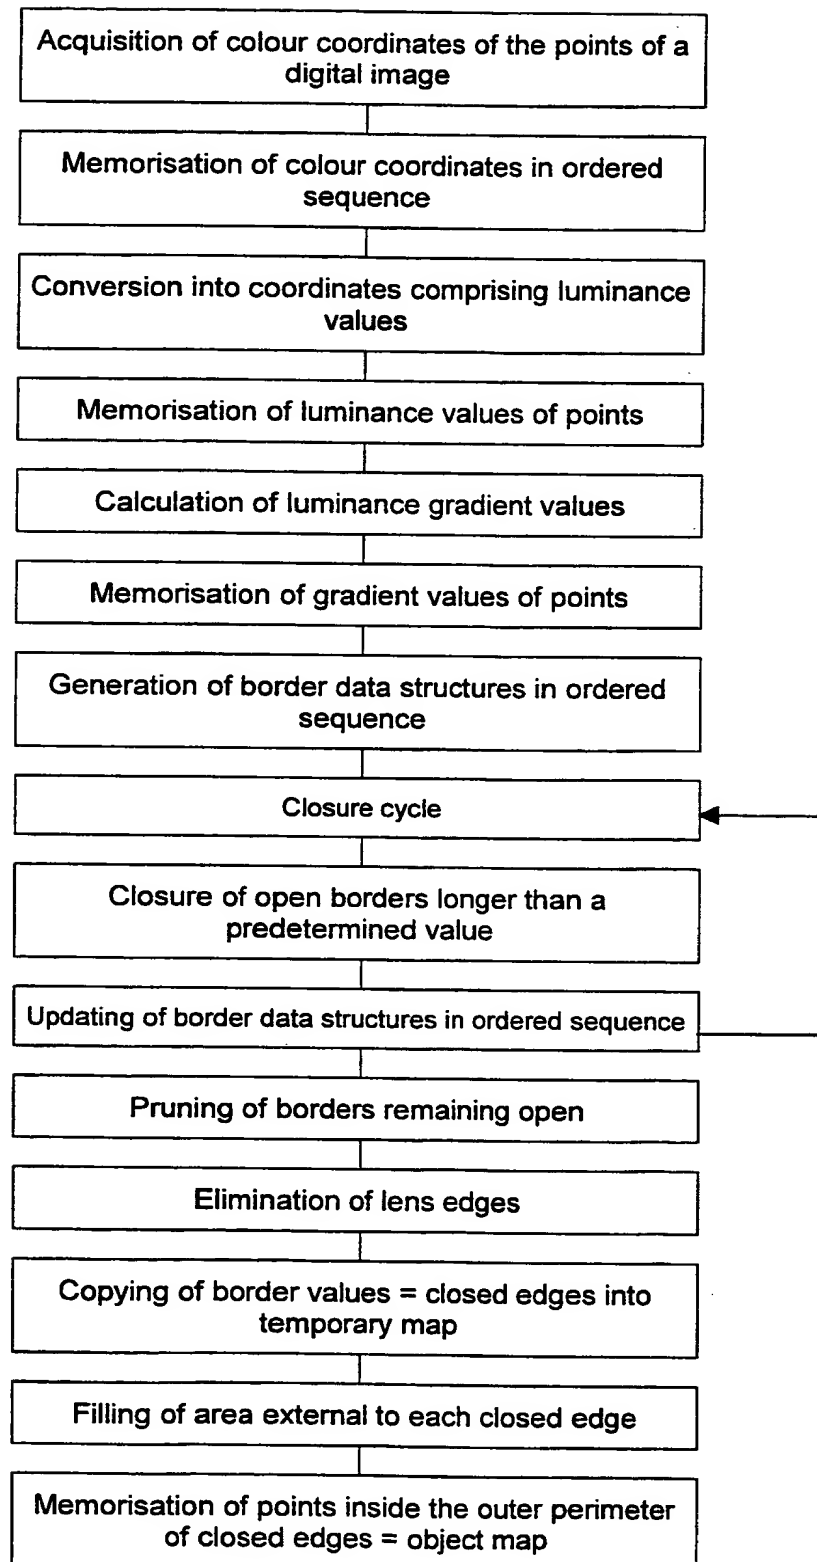 Acquisition of colour coordinates of the points of a
digital image
Memorisation of colour coordinates in ordered
sequence
Conversion into coordinates comprising luminance
values
Memorisation of luminance values of points
Calculation of luminance gradient values
Memorisation of gradient values of points
Generation of border data structures in ordered
sequence
Closure cycle
Closure of open borders longer than a
predetermined value
Updating of border data structures in ordered sequence
Pruning of borders remaining open
Elimination of lens edges
Copying of border values = closed edges into
temporary map
Filling of area external to each closed edge
Memorisation of points inside the outer perimeter
of closed edges = object map